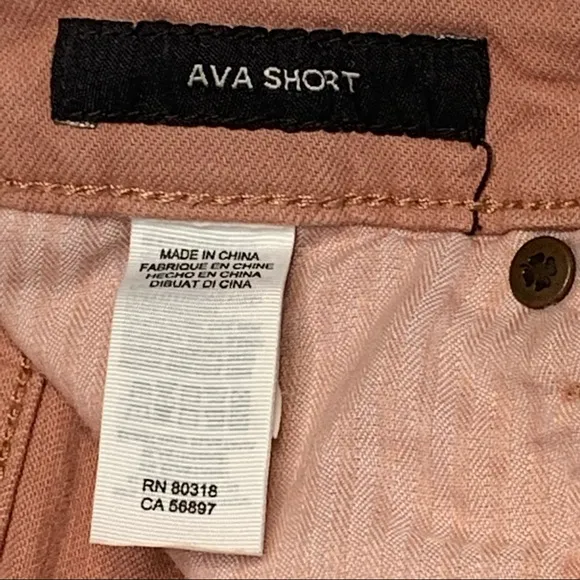 AVA SHORT
MADE IN CHINA
FABRIQUE EN CHINE
HECHO EN CHINA
DIBUAT DI CINA
RN 80318
CA 56897